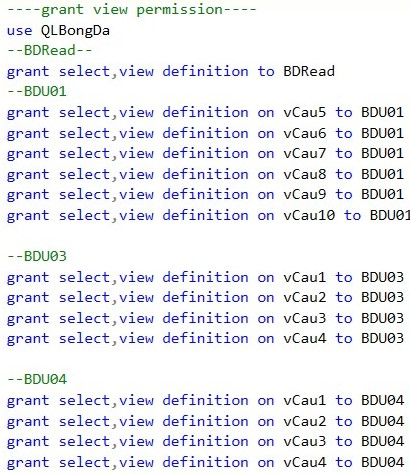 ----grant view permission----
use QLBongDa
--BDRead--
grant select,view definition to BDRead
--BDU01
grant select,view definition on vCau5 to BDU01
grant select,view definition on vCau6 to BDU01
grant select,view definition on vCau7 to BDU01
grant select,view definition on vCau8 to BDU01
grant select,view definition on vCau9 to BDU01
grant select,view definition on vCau10 to BDU01
--BDU03
grant select,view definition on vCau1 to BDU03
grant select,view definition on vCau2 to BDU03
grant select,view definition on vCau3 to BDU03
grant select,view definition on vCau4 to BDU03
--BDU04
grant select,view definition on vCau1 to BDU04
grant select,view definition on vCau2 to BDU04
grant select,view definition on vCau3 to BDU04
grant select,view definition on vCau4 to BDU04